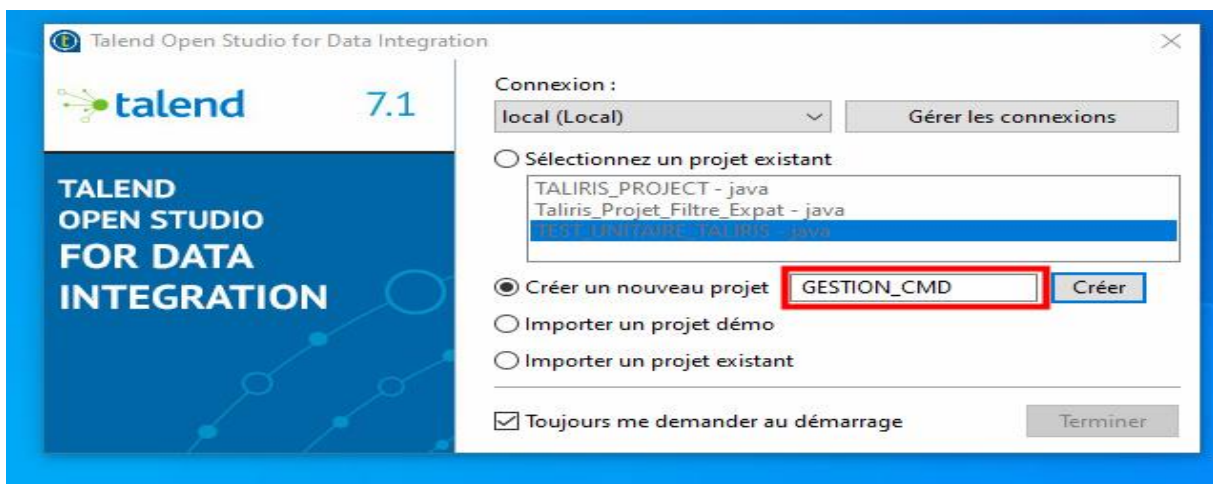 Talend Open Studio for Data Integration
talend 7.1
TALEND
OPEN STUDIO
FOR DATA
INTEGRATION
Connexion :
local (Local)
Gérer les connexions
Sélectionnez un projet existant
TALIRIS_PROJECT - java
Taliris_Projet_Filtre_Expat - java
TEST_UNITAIRE_TALIRIS - java
Créer un nouveau projet GESTION_CMD Créer
Importer un projet démo
Importer un projet existant
Toujours me demander au démarrage
Terminer